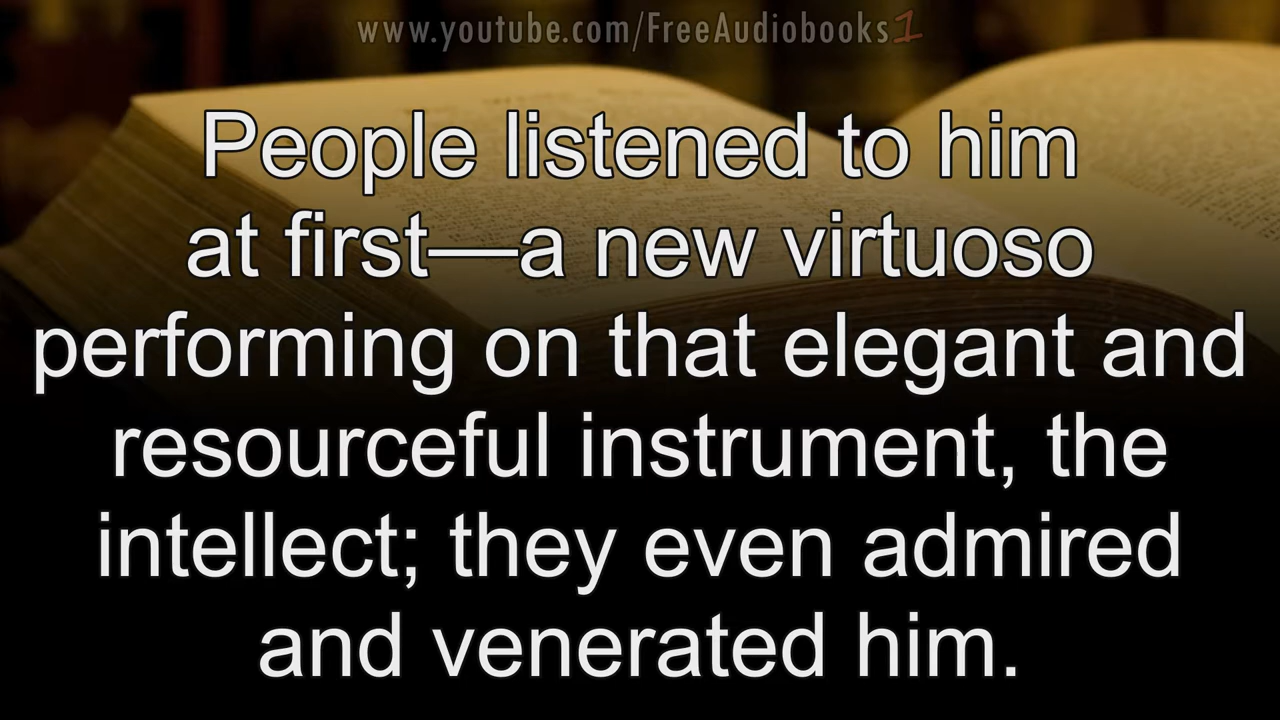 www.youtube.com/FreeAudiobooks1
People listened to him
at first—a new virtuoso
performing on that elegant and
resourceful instrument, the
intellect; they even admired
and venerated him.